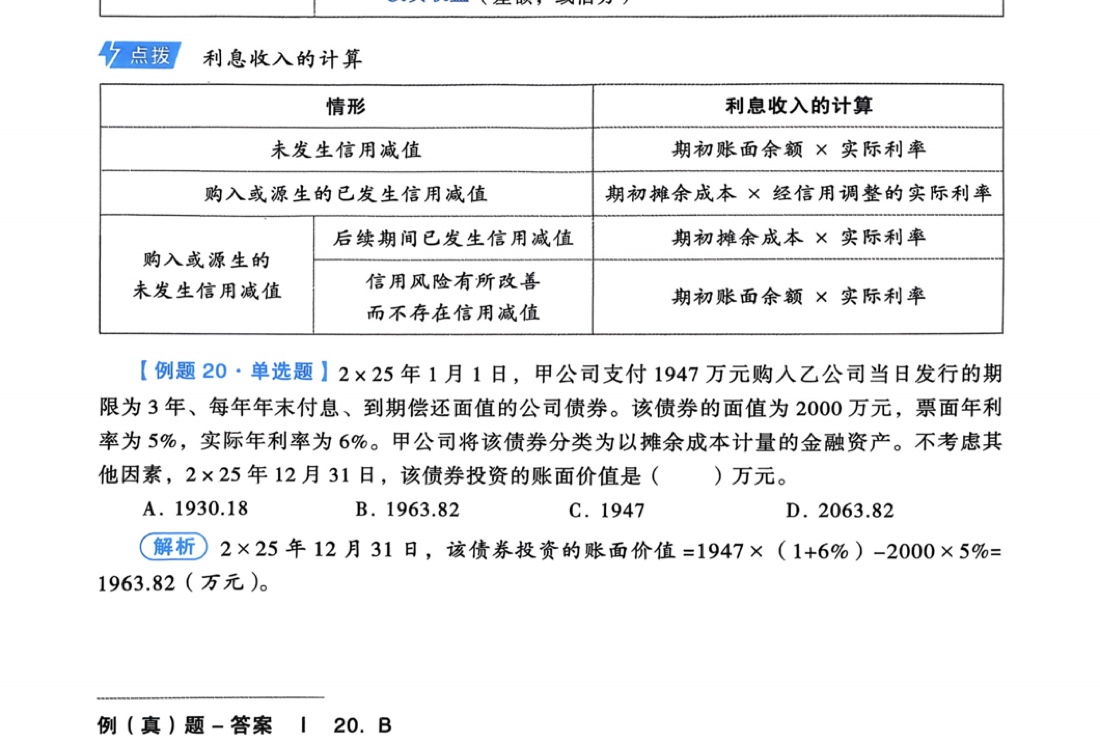 点拨 利息收入的计算
情形 利息收入的计算
未发生信用减值 期初账面余额 × 实际利率
购入或源生的已发生信用减值 期初摊余成本 × 经信用调整的实际利率
购入或源生的
未发生信用减值
后续期间已发生信用减值 期初摊余成本 × 实际利率
信用风险有所改善
而不存在信用减值
期初账面余额 × 实际利率
【例题 20·单选题】2×25 年 1 月 1 日，甲公司支付 1947 万元购入乙公司当日发行的期
限为 3 年、每年年末付息、到期偿还面值的公司债券。该债券的面值为 2000 万元，票面年利
率为 5%，实际年利率为 6%。甲公司将该债券分类为以摊余成本计量的金融资产。不考虑其
他因素，2×25 年 12 月 31 日，该债券投资的账面价值是（ ）万元。
A. 1930.18 B. 1963.82 C. 1947 D. 2063.82
解析 2×25 年 12 月 31 日，该债券投资的账面价值 =1947×（1+6%）-2000×5%=
1963.82（万元）。
例（真）题－答案 | 20. B